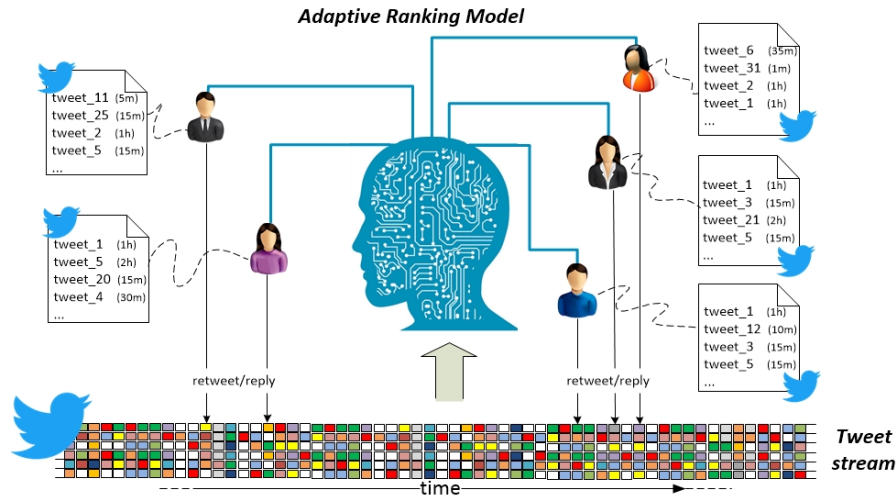 Adaptive Ranking Model
tweet_11 (5m)
tweet_25 (15m)
tweet_2 (1h)
tweet_5 (15m)
...
tweet_1 (1h)
tweet_5 (2h)
tweet_20 (15m)
tweet_4 (30m)
...
tweet_6 (35m)
tweet_31 (1m)
tweet_2 (1h)
tweet_1 (1h)
...
tweet_1 (1h)
tweet_3 (15m)
tweet_21 (2h)
tweet_5 (15m)
...
tweet_1 (1h)
tweet_12 (10m)
tweet_3 (15m)
tweet_5 (15m)
...
retweet/reply
retweet/reply
Tweet
stream
time